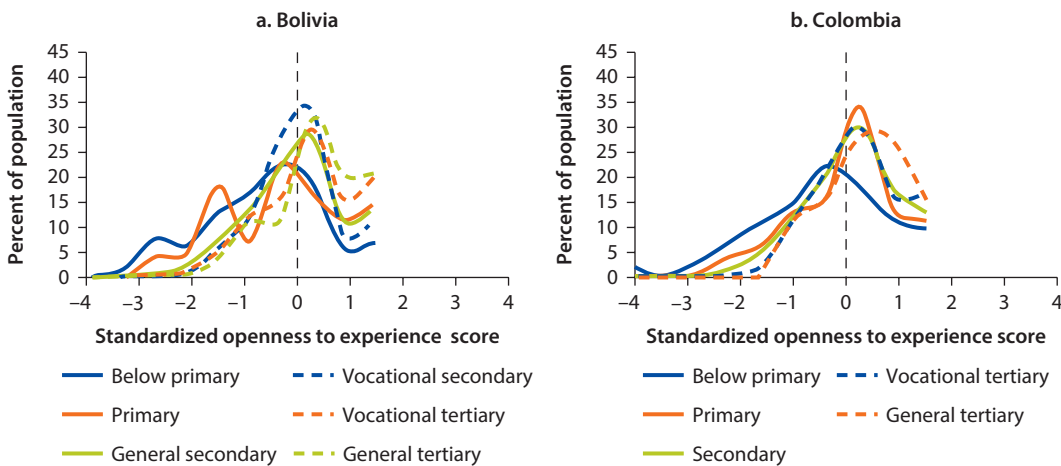 a. Bolivia
Percent of population
45
40
35
30
25
20
15
10
5
0
–4 –3 –2 –1 0 1 2 3 4
Standardized openness to experience score
Below primary
Primary
General secondary
Vocational secondary
Vocational tertiary
General tertiary
b. Colombia
Percent of population
45
40
35
30
25
20
15
10
5
0
–4 –3 –2 –1 0 1 2 3 4
Standardized openness to experience score
Below primary
Primary
Secondary
Vocational tertiary
General tertiary